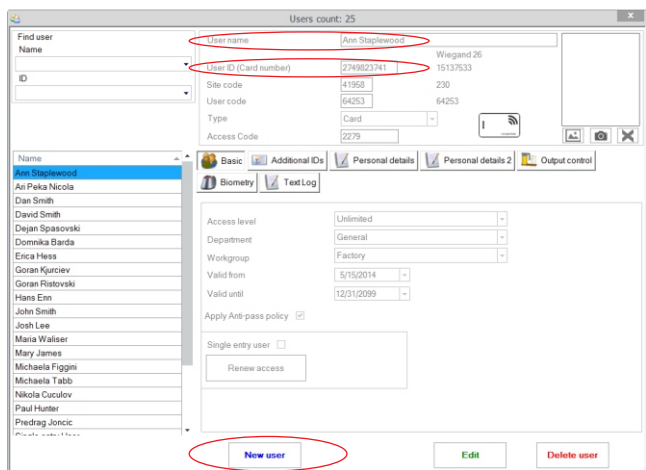 Users count: 25
x
Find user
Name
ID
User name Ann Staplewood
Wiegand 26
User ID (Card number) 2749823741 15137533
Site code 41958 230
User code 64253 64253
Type Card
Access Code 2279
Name
Ann Staplewood
Ari Peka Nicola
Dan Smith
David Smith
Dejan Spasovski
Domnika Barda
Erica Hess
Goran Kjurciev
Goran Ristovski
Hans Enn
John Smith
Josh Lee
Maria Waliser
Mary James
Michaela Figgini
Michaela Tabb
Nikola Cuculov
Paul Hunter
Predrag Joncic
Basic Additional IDs Personal details Personal details 2 Output control
Biometry Text Log
Access level Unlimited
Department General
Workgroup Factory
Valid from 5/15/2014
Valid until 12/31/2099
Apply Anti-pass policy
Single entry user
Renew access
New user Edit Delete user